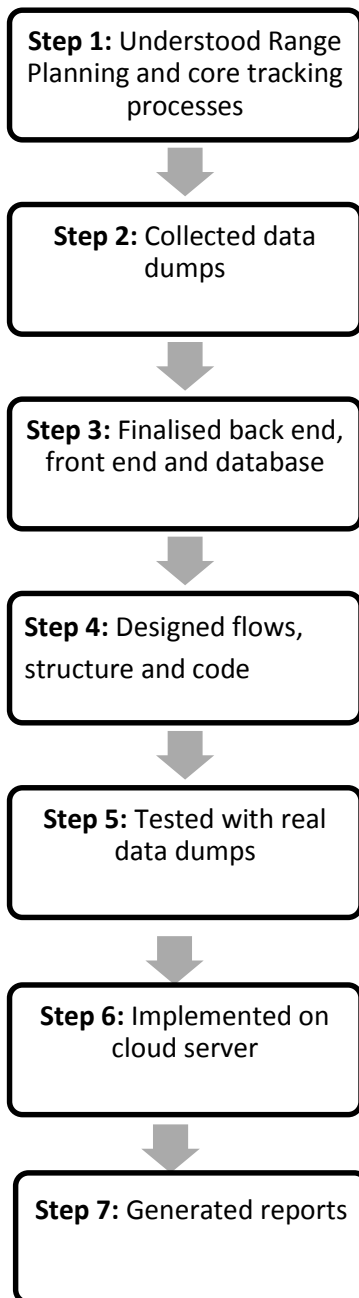 Step 1: Understood Range
Planning and core tracking
processes
Step 2: Collected data
dumps
Step 3: Finalised back end,
front end and database
Step 4: Designed flows,
structure and code
Step 5: Tested with real
data dumps
Step 6: Implemented on
cloud server
Step 7: Generated reports